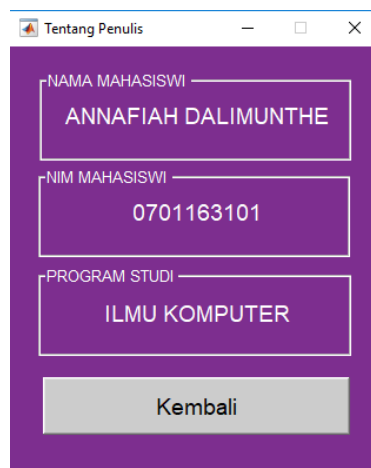 Tentang Penulis
NAMA MAHASISWI
ANNAFIAH DALIMUNTHE
NIM MAHASISWI
0701163101
PROGRAM STUDI
ILMU KOMPUTER
Kembali